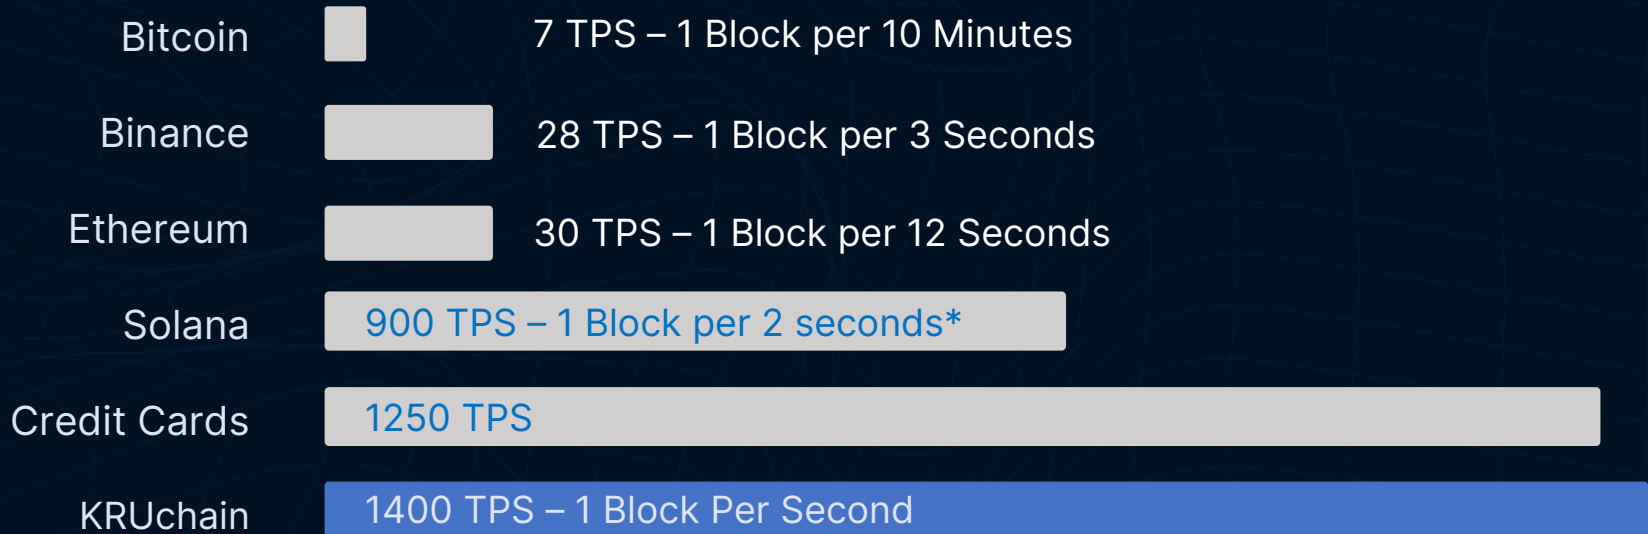 Bitcoin 7 TPS – 1 Block per 10 Minutes
Binance 28 TPS – 1 Block per 3 Seconds
Ethereum 30 TPS – 1 Block per 12 Seconds
Solana 900 TPS – 1 Block per 2 seconds*
Credit Cards 1250 TPS
KRUchain 1400 TPS – 1 Block Per Second